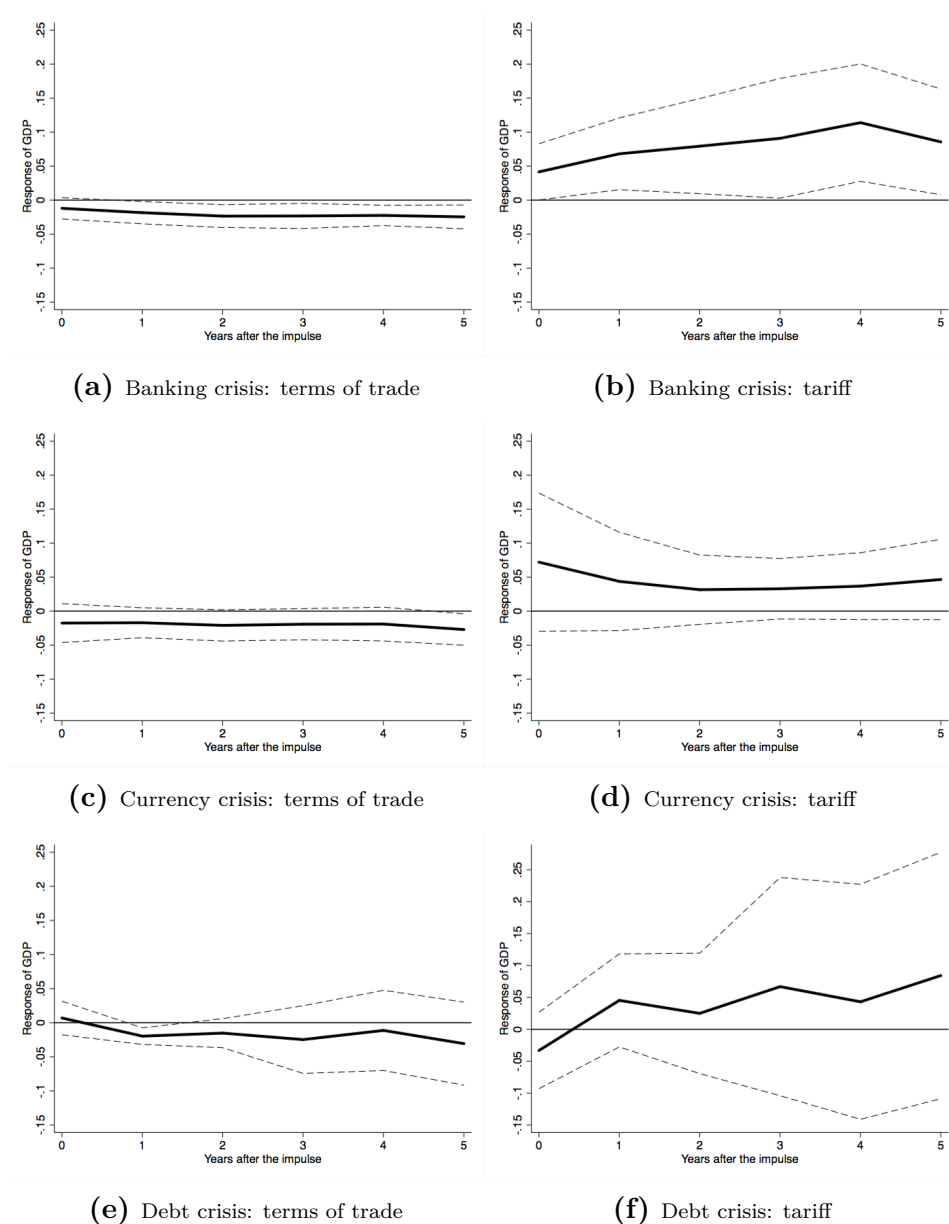 Response of GDP
.25
.2
.15
.1
.05
0
-.05
-.1
-.15
0 1 2 3 4 5
Years after the impulse
(a) Banking crisis: terms of trade
Response of GDP
.25
.2
.15
.1
.05
0
-.05
-.1
-.15
0 1 2 3 4 5
Years after the impulse
(b) Banking crisis: tariff
Response of GDP
.25
.2
.15
.1
.05
0
-.05
-.1
-.15
0 1 2 3 4 5
Years after the impulse
(c) Currency crisis: terms of trade
Response of GDP
.25
.2
.15
.1
.05
0
-.05
-.1
-.15
0 1 2 3 4 5
Years after the impulse
(d) Currency crisis: tariff
Response of GDP
.25
.2
.15
.1
.05
0
-.05
-.1
-.15
0 1 2 3 4 5
Years after the impulse
(e) Debt crisis: terms of trade
Response of GDP
.25
.2
.15
.1
.05
0
-.05
-.1
-.15
0 1 2 3 4 5
Years after the impulse
(f) Debt crisis: tariff